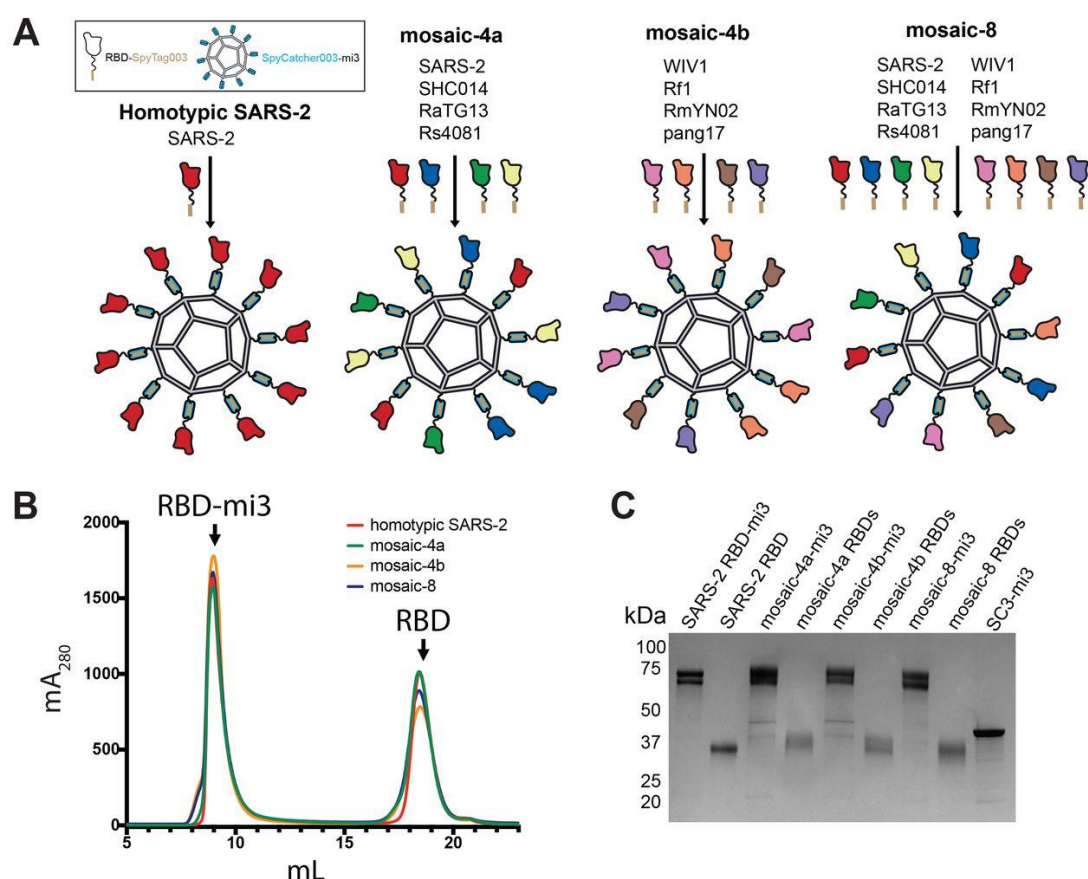 A
RBD-SpyTag003
SpyCatcher003-mi3
Homotypic SARS-2
SARS-2
mosaic-4a
SARS-2
SHC014
RaTG13
Rs4081
mosaic-4b
WIV1
Rf1
RmYN02
pang17
mosaic-8
SARS-2 WIV1
SHC014 Rf1
RaTG13 RmYN02
Rs4081 pang17
B
RBD-mi3
RBD
homotypic SARS-2
mosaic-4a
mosaic-4b
mosaic-8
2000
1500
1000
500
0
mA280
5 10 15 20
mL
C
kDa
SARS-2 RBD-mi3
SARS-2 RBD
mosaic-4a-mi3
mosaic-4a RBDs
mosaic-4b-mi3
mosaic-4b RBDs
mosaic-8-mi3
mosaic-8 RBDs
SC3-mi3
100
75
50
37
25
20